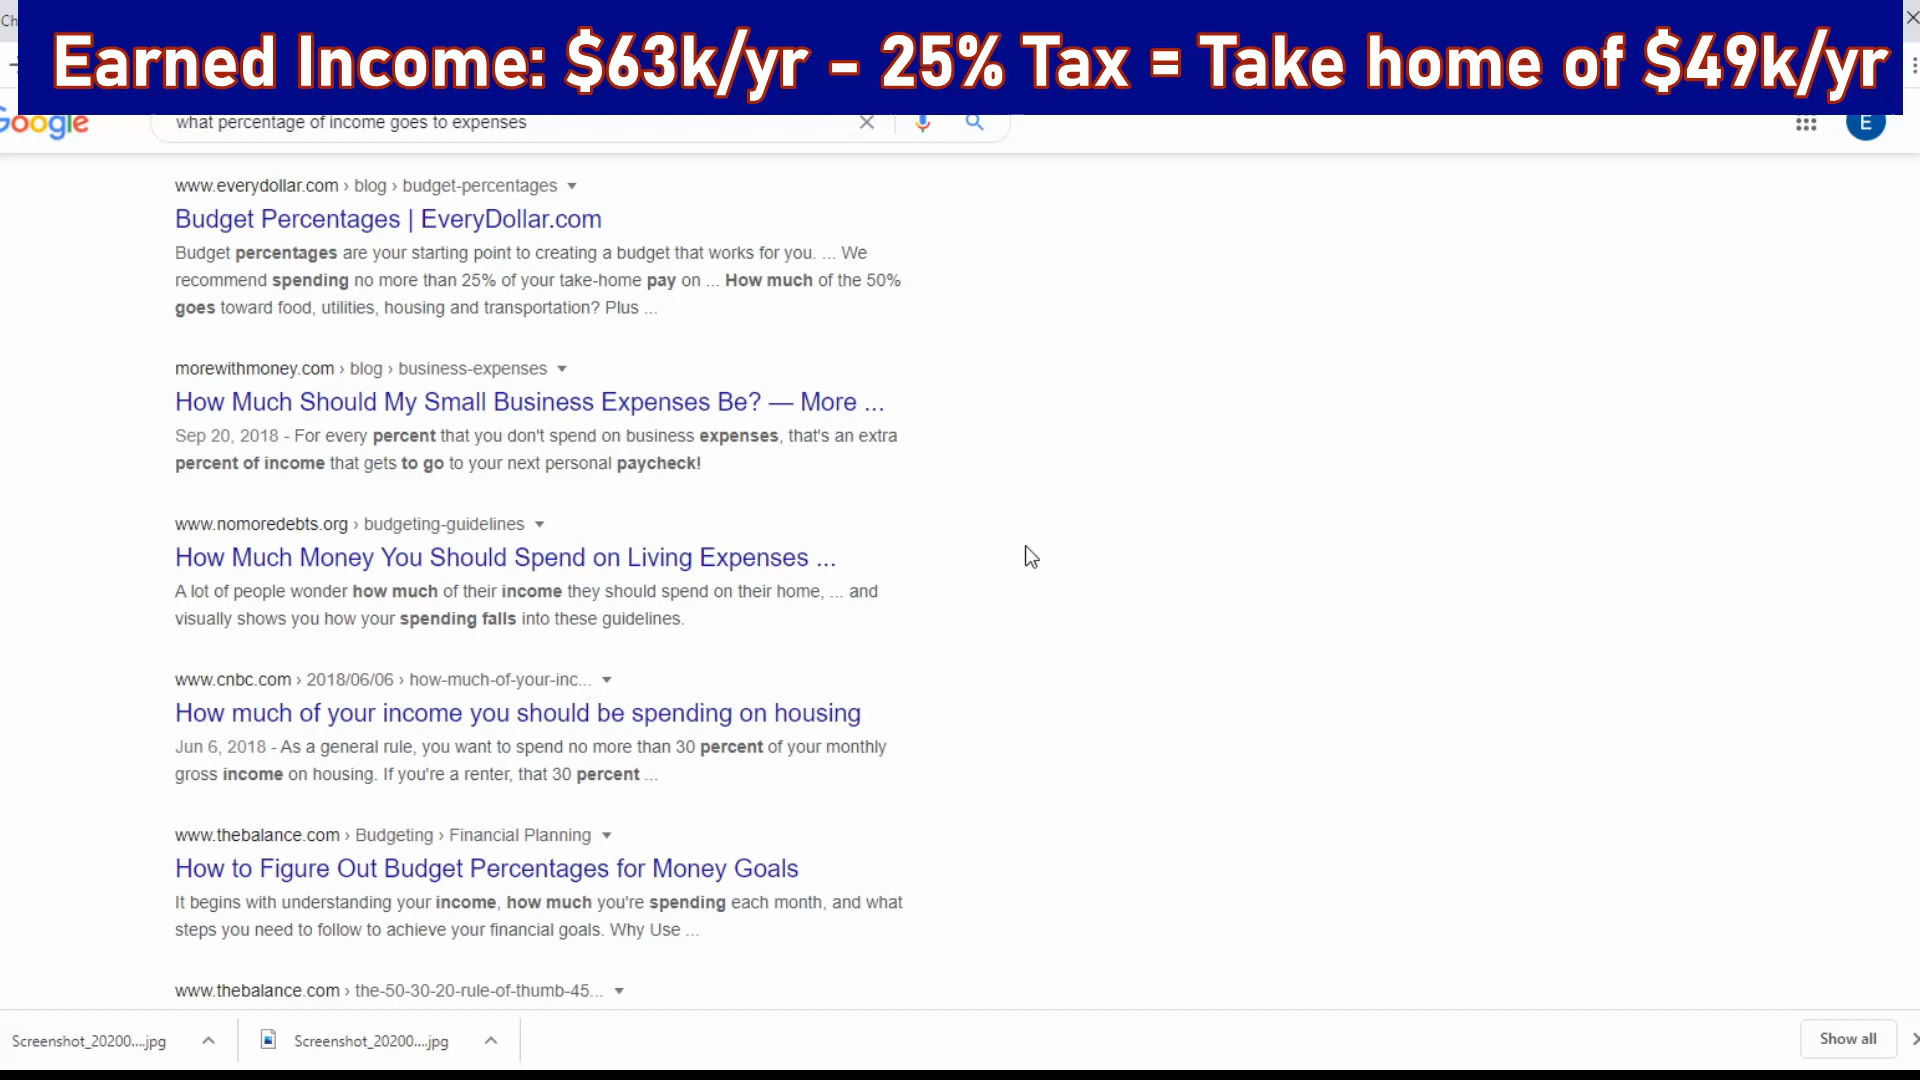 Ch
Earned Income: $63k/yr – 25% Tax = Take home of $49k/yr
Google
what percentage of income goes to expenses
E
www.everydollar.com › blog › budget-percentages
Budget Percentages | EveryDollar.com
Budget percentages are your starting point to creating a budget that works for you. ... We
recommend spending no more than 25% of your take-home pay on ... How much of the 50%
goes toward food, utilities, housing and transportation? Plus ...
morewithmoney.com › blog › business-expenses
How Much Should My Small Business Expenses Be? — More ...
Sep 20, 2018 - For every percent that you don't spend on business expenses, that's an extra
percent of income that gets to go to your next personal paycheck!
www.nomoredebts.org › budgeting-guidelines
How Much Money You Should Spend on Living Expenses ...
A lot of people wonder how much of their income they should spend on their home, ... and
visually shows you how your spending falls into these guidelines.
www.cnbc.com › 2018/06/06 › how-much-of-your-inc...
How much of your income you should be spending on housing
Jun 6, 2018 - As a general rule, you want to spend no more than 30 percent of your monthly
gross income on housing. If you're a renter, that 30 percent ...
www.thebalance.com › Budgeting › Financial Planning
How to Figure Out Budget Percentages for Money Goals
It begins with understanding your income, how much you're spending each month, and what
steps you need to follow to achieve your financial goals. Why Use ...
www.thebalance.com › the-50-30-20-rule-of-thumb-45...
Screenshot_20200....jpg
Screenshot_20200....jpg
Show all